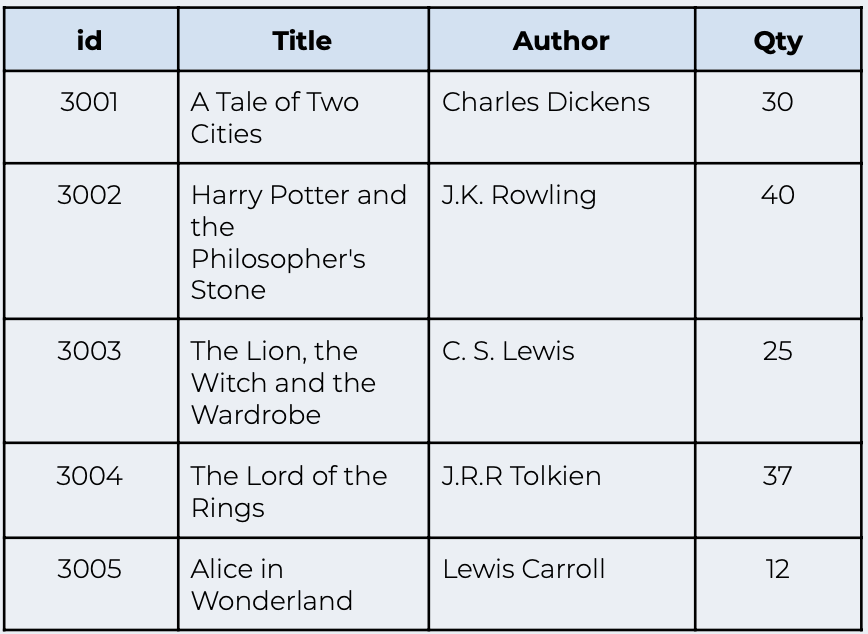 id Title Author Qty
3001 A Tale of Two Charles Dickens 30
Cities
3002 Harry Potter and J.K. Rowling 40
the
Philosopher's
Stone
3003 The Lion, the C. S. Lewis 25
Witch and the
Wardrobe
3004 The Lord of the J.R.R Tolkien 37
Rings
3005 Alice in Lewis Carroll 12
Wonderland